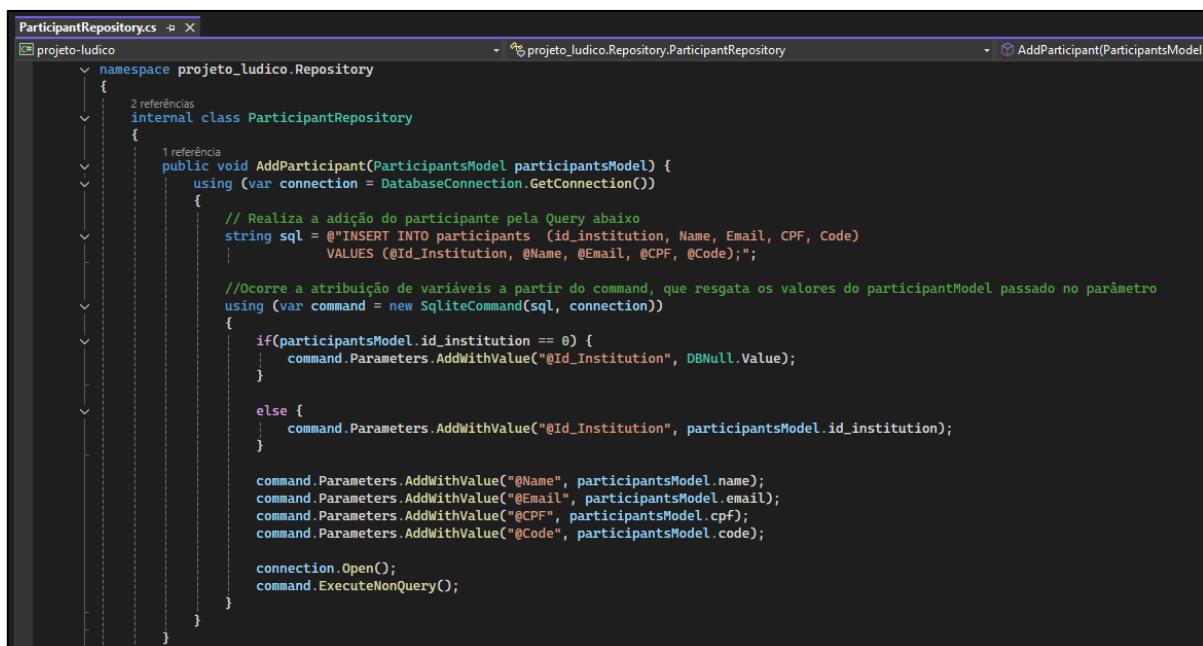 ParticipantRepository.cs
projeto-ludico projeto_ludico.Repository.ParticipantRepository AddParticipant(ParticipantsModel
namespace projeto_ludico.Repository
{
2 referências
internal class ParticipantRepository
{
1 referência
public void AddParticipant(ParticipantsModel participantsModel) {
using (var connection = DatabaseConnection.GetConnection())
{
// Realiza a adição do participante pela Query abaixo
string sql = @"INSERT INTO participants  (id_institution, Name, Email, CPF, Code)
VALUES (@Id_Institution, @Name, @Email, @CPF, @Code);";
//Ocorre a atribuição de variáveis a partir do command, que resgata os valores do participantModel passado no parâmetro
using (var command = new SqliteCommand(sql, connection))
{
if(participantsModel.id_institution == 0) {
command.Parameters.AddWithValue("@Id_Institution", DBNull.Value);
}
else {
command.Parameters.AddWithValue("@Id_Institution", participantsModel.id_institution);
}
command.Parameters.AddWithValue("@Name", participantsModel.name);
command.Parameters.AddWithValue("@Email", participantsModel.email);
command.Parameters.AddWithValue("@CPF", participantsModel.cpf);
command.Parameters.AddWithValue("@Code", participantsModel.code);
connection.Open();
command.ExecuteNonQuery();
}
}
}